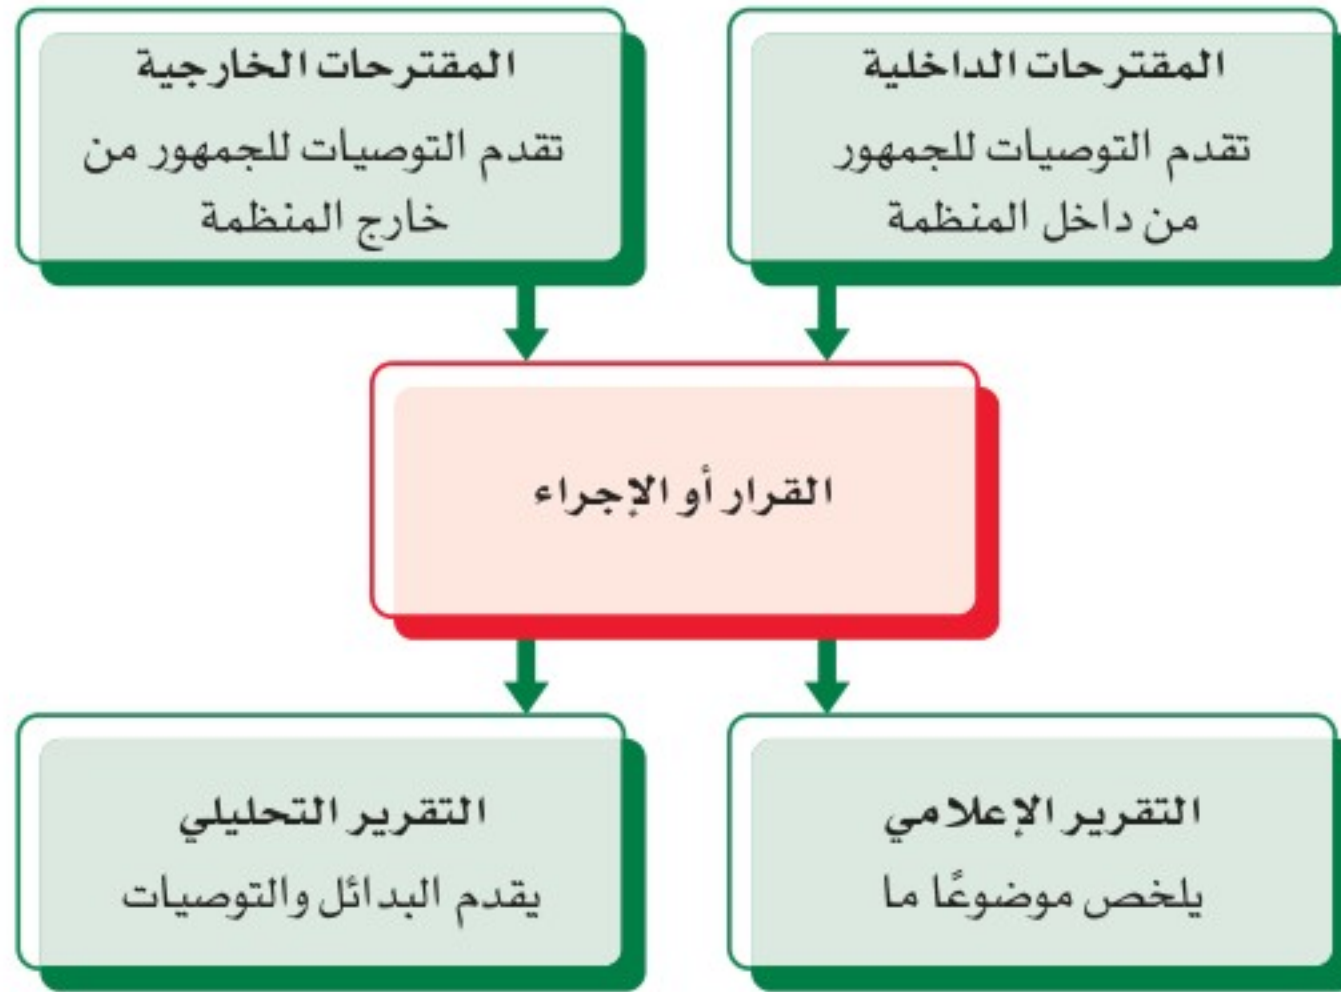 المقترحات الداخلية
تقدم التوصيات للجمهور
من داخل المنظمة
المقترحات الخارجية
تقدم التوصيات للجمهور من
خارج المنظمة
القرار أو الإجراء
التقرير الإعلامي
يلخص موضوعًا ما
التقرير التحليلي
يقدم البدائل والتوصيات